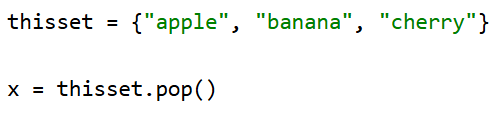 thisset = {"apple", "banana", "cherry"}
x = thisset.pop()